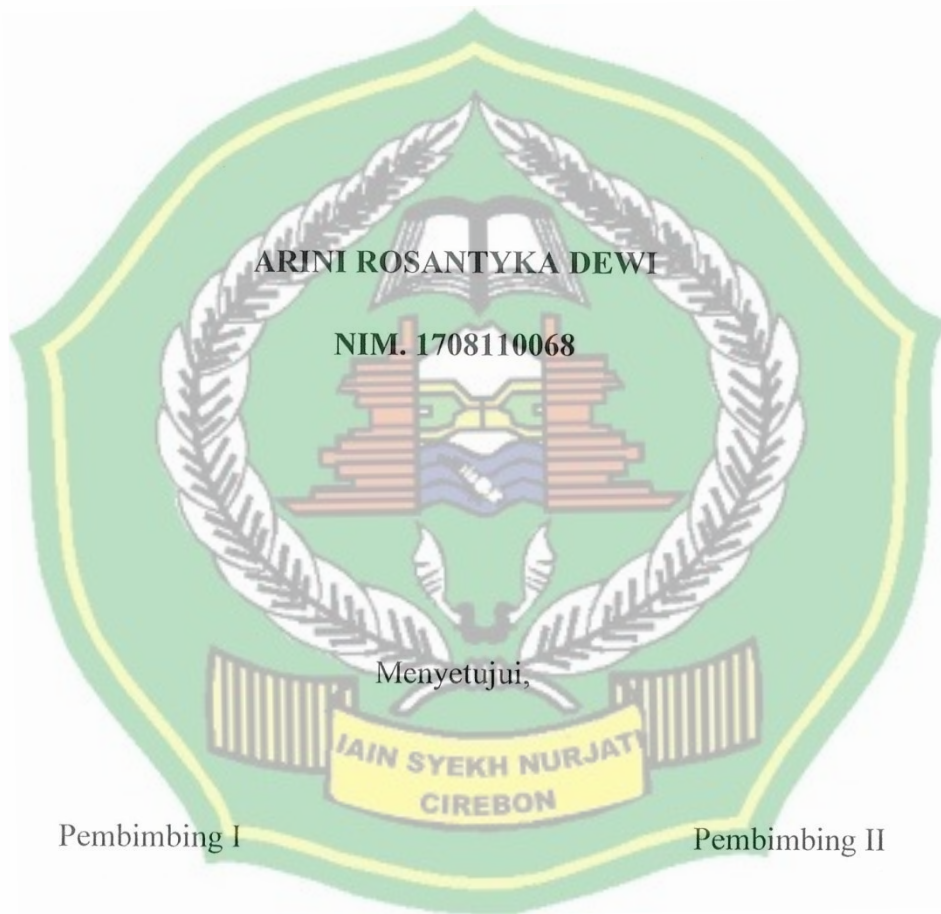 ARINI ROSANTYKA DEWI
NIM. 1708110068
Menyetujui,
IAIN SYEKH NURJATI
CIREBON
Pembimbing I
Pembimbing II